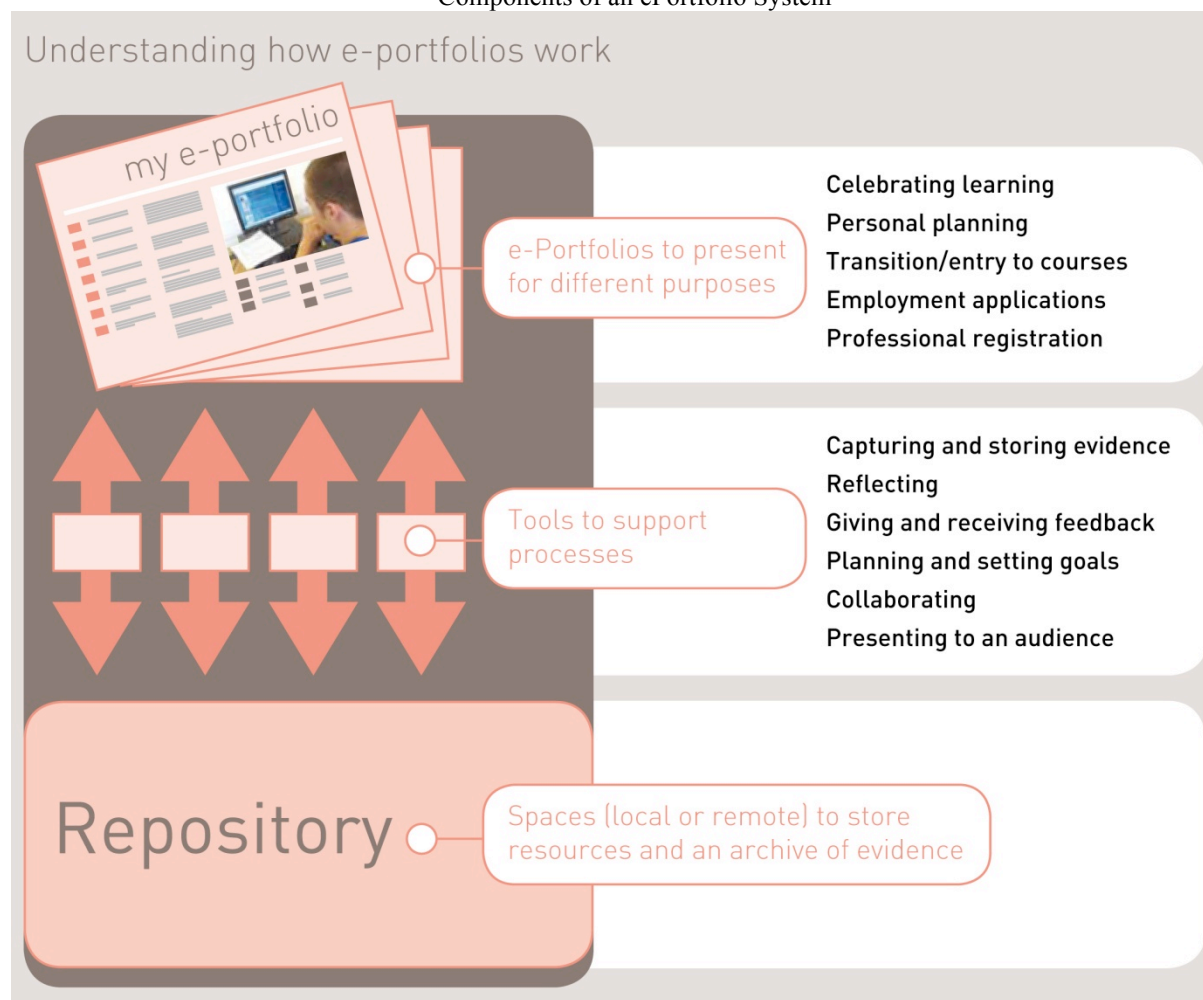 Components of an ePortfolio System
Understanding how e-portfolios work
my e-portfolio
e-Portfolios to present
for different purposes
Celebrating learning
Personal planning
Transition/entry to courses
Employment applications
Professional registration
Tools to support
processes
Capturing and storing evidence
Reflecting
Giving and receiving feedback
Planning and setting goals
Collaborating
Presenting to an audience
Repository
Spaces (local or remote) to store
resources and an archive of evidence